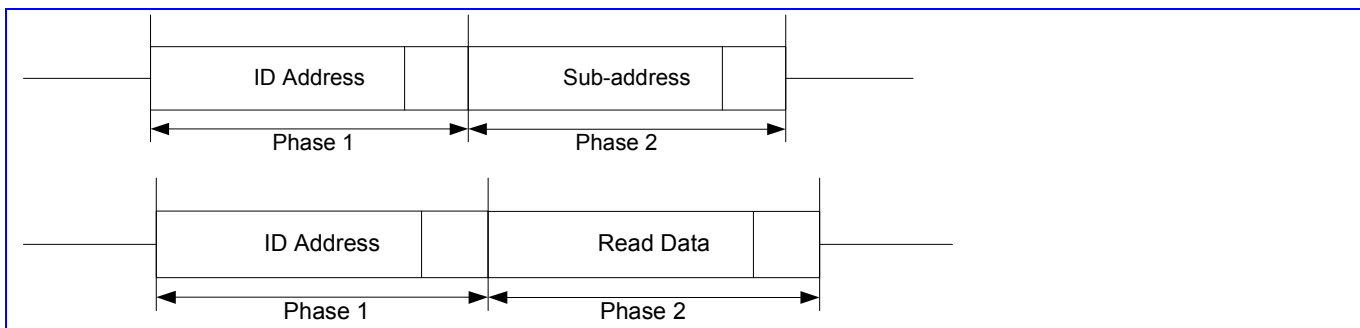 ID Address Sub-address
Phase 1 Phase 2
ID Address Read Data
Phase 1 Phase 2